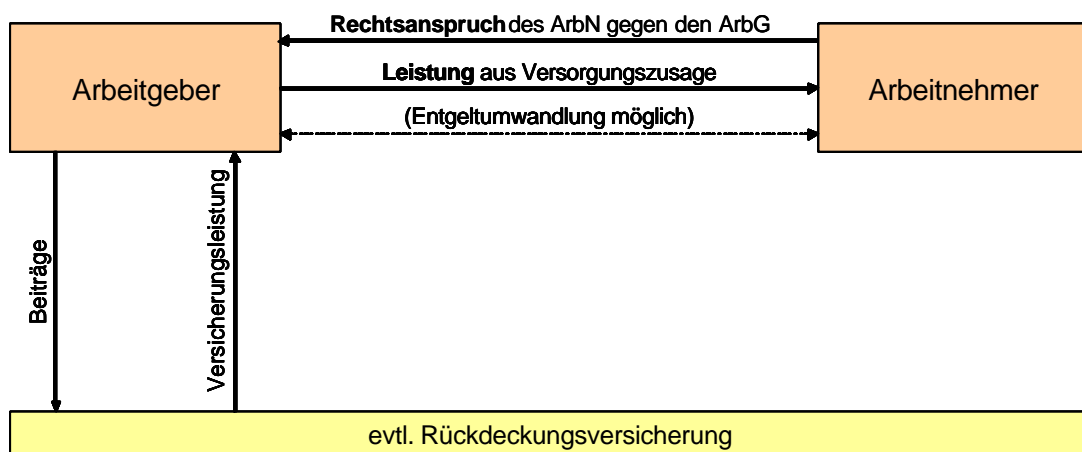 Rechtsanspruch des ArbN gegen den ArbG
Arbeitgeber
Leistung aus Versorgungszusage
Arbeitnehmer
(Entgeltumwandlung möglich)
Beiträge
Versicherungsleistung
evtl. Rückdeckungsversicherung